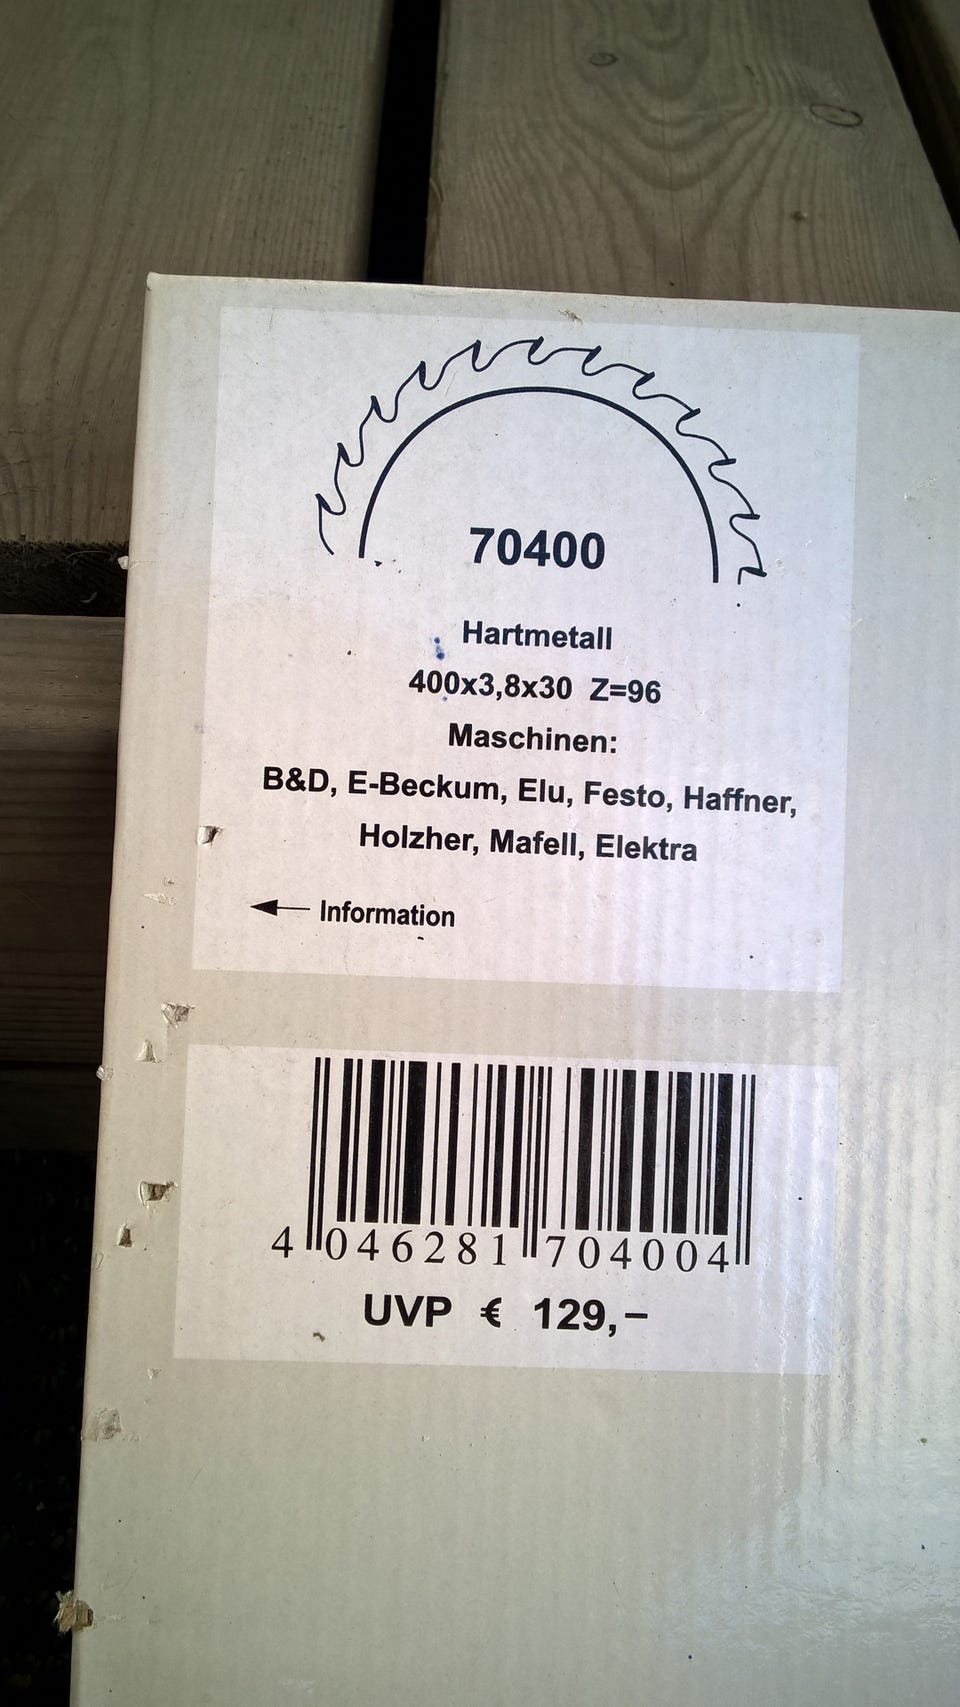 70400
Hartmetall
400x3,8x30 Z=96
Maschinen:
B&D, E-Beckum, Elu, Festo, Haffner,
Holzher, Mafell, Elektra
Information
4 046281 704004
UVP € 129,–